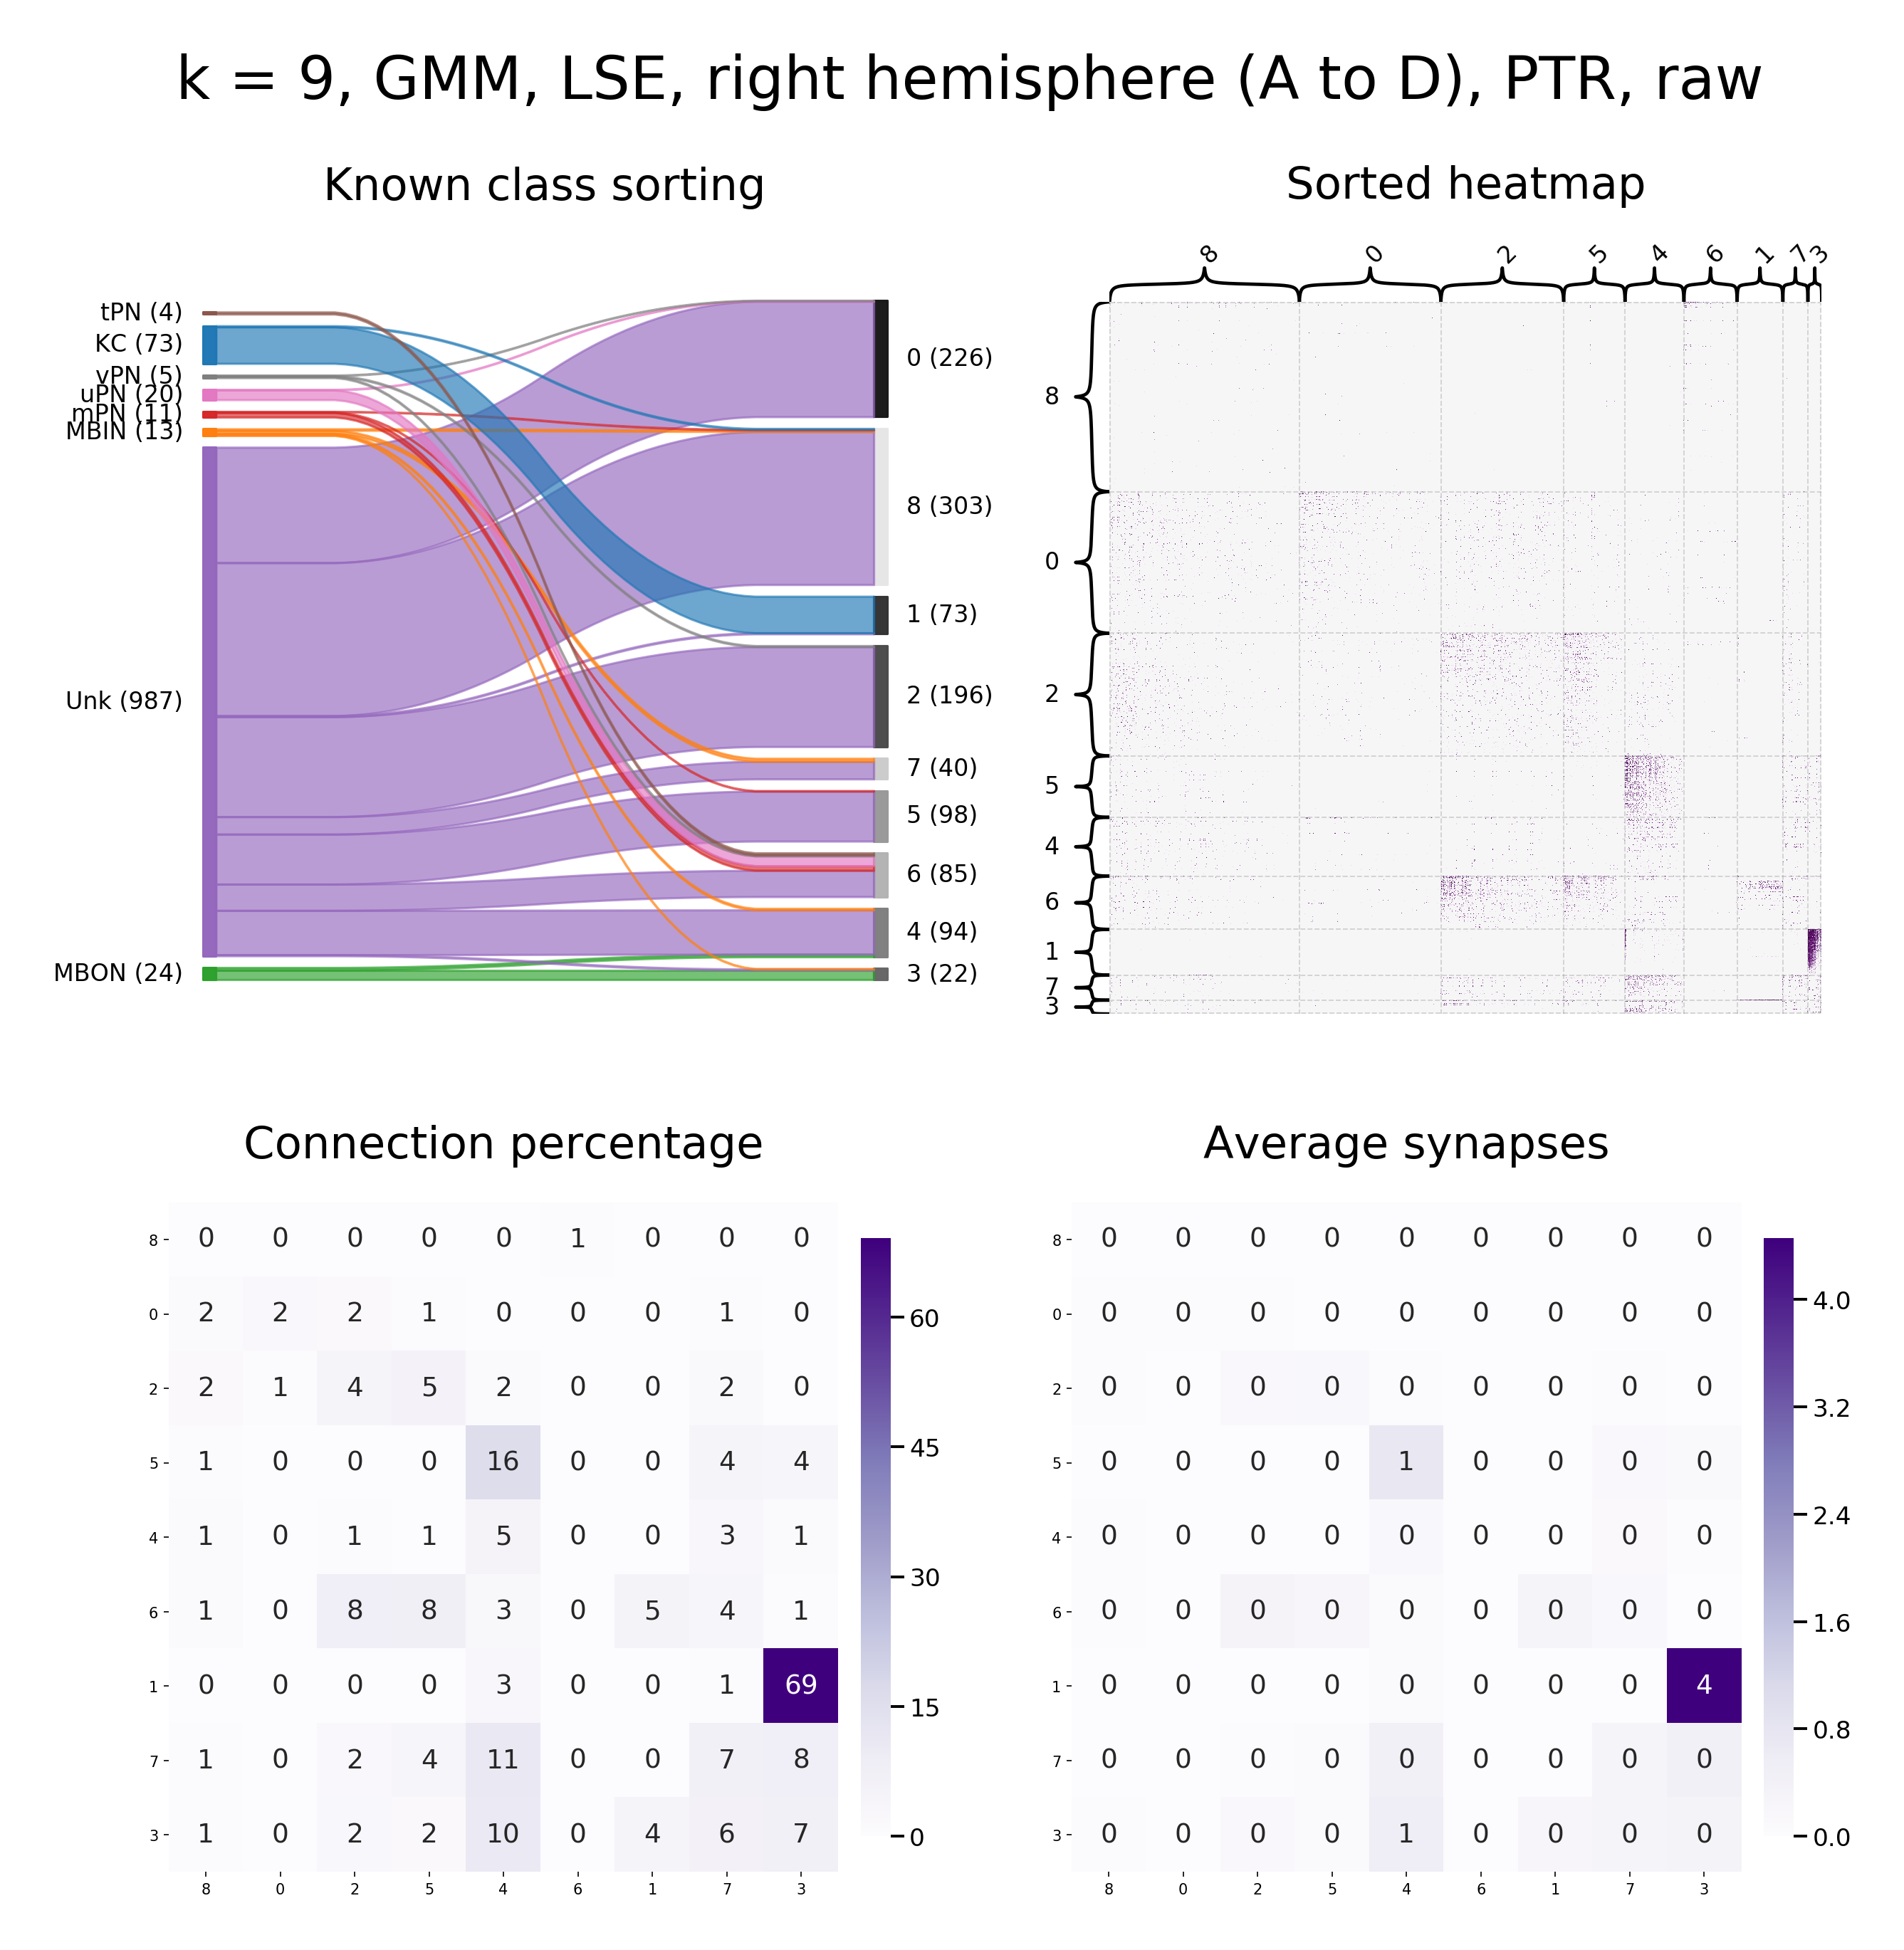 k = 9, GMM, LSE, right hemisphere (A to D), PTR, raw
Known class sorting
tPN (4)
KC (73)
vPN (5)
uPN (20)
mPN (11)
MBIN (13)
Unk (987)
MBON (24)
0 (226)
8 (303)
1 (73)
2 (196)
7 (40)
5 (98)
6 (85)
4 (94)
3 (22)
Sorted heatmap
8 0 2 5 4 6 1 7 3
8
0
2
5
4
6
1
7
3
Connection percentage
8 0 0 0 0 0 1 0 0 0
0 2 2 2 1 0 0 0 1 0
2 2 1 4 5 2 0 0 2 0
5 1 0 0 0 16 0 0 4 4
4 1 0 1 1 5 0 0 3 1
6 1 0 8 8 3 0 5 4 1
1 0 0 0 0 3 0 0 1 69
7 1 0 2 4 11 0 0 7 8
3 1 0 2 2 10 0 4 6 7
8 0 2 5 4 6 1 7 3
60
45
30
15
0
Average synapses
8 0 0 0 0 0 0 0 0 0
0 0 0 0 0 0 0 0 0 0
2 0 0 0 0 0 0 0 0 0
5 0 0 0 0 1 0 0 0 0
4 0 0 0 0 0 0 0 0 0
6 0 0 0 0 0 0 0 0 0
1 0 0 0 0 0 0 0 0 4
7 0 0 0 0 0 0 0 0 0
3 0 0 0 0 1 0 0 0 0
8 0 2 5 4 6 1 7 3
4.0
3.2
2.4
1.6
0.8
0.0